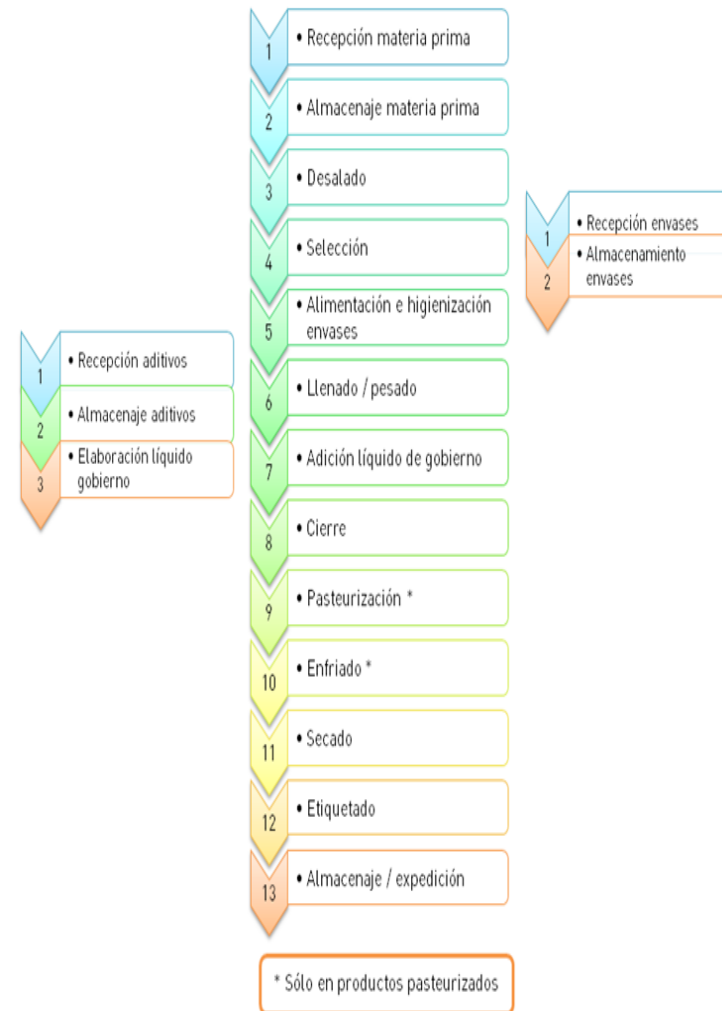 1
• Recepción materia prima
2
• Almacenaje materia prima
3
• Desalado
4
• Selección
5
• Alimentación e higienización
envases
6
• Llenado / pesado
7
• Adición líquido de gobierno
8
• Cierre
9
• Pasteurización *
10
• Enfriado *
11
• Secado
12
• Etiquetado
13
• Almacenaje / expedición
* Sólo en productos pasteurizados
1
• Recepción aditivos
2
• Almacenaje aditivos
3
• Elaboración líquido
gobierno
1
• Recepción envases
2
• Almacenamiento
envases